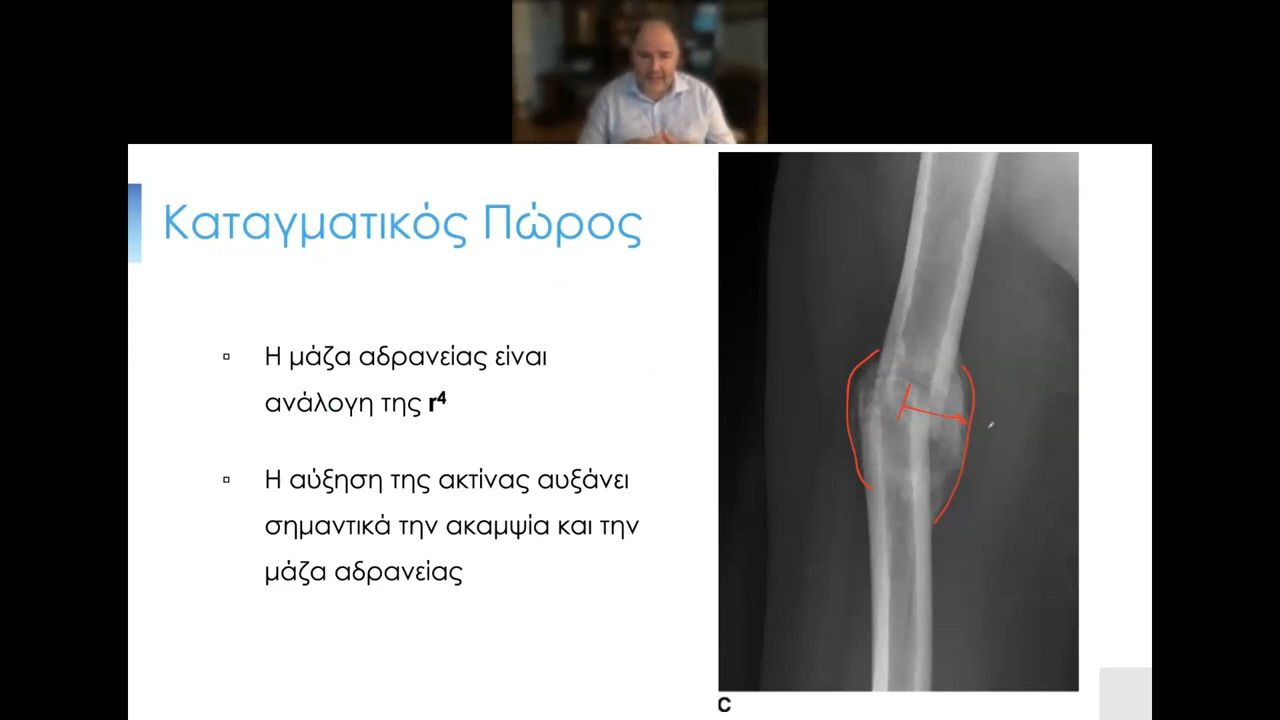 Καταγματικός Πώρος
▫ Η μάζα αδρανείας είναι
ανάλογη της r⁴
▫ Η αύξηση της ακτίνας αυξάνει
σημαντικά την ακαμψία και την
μάζα αδρανείας
C